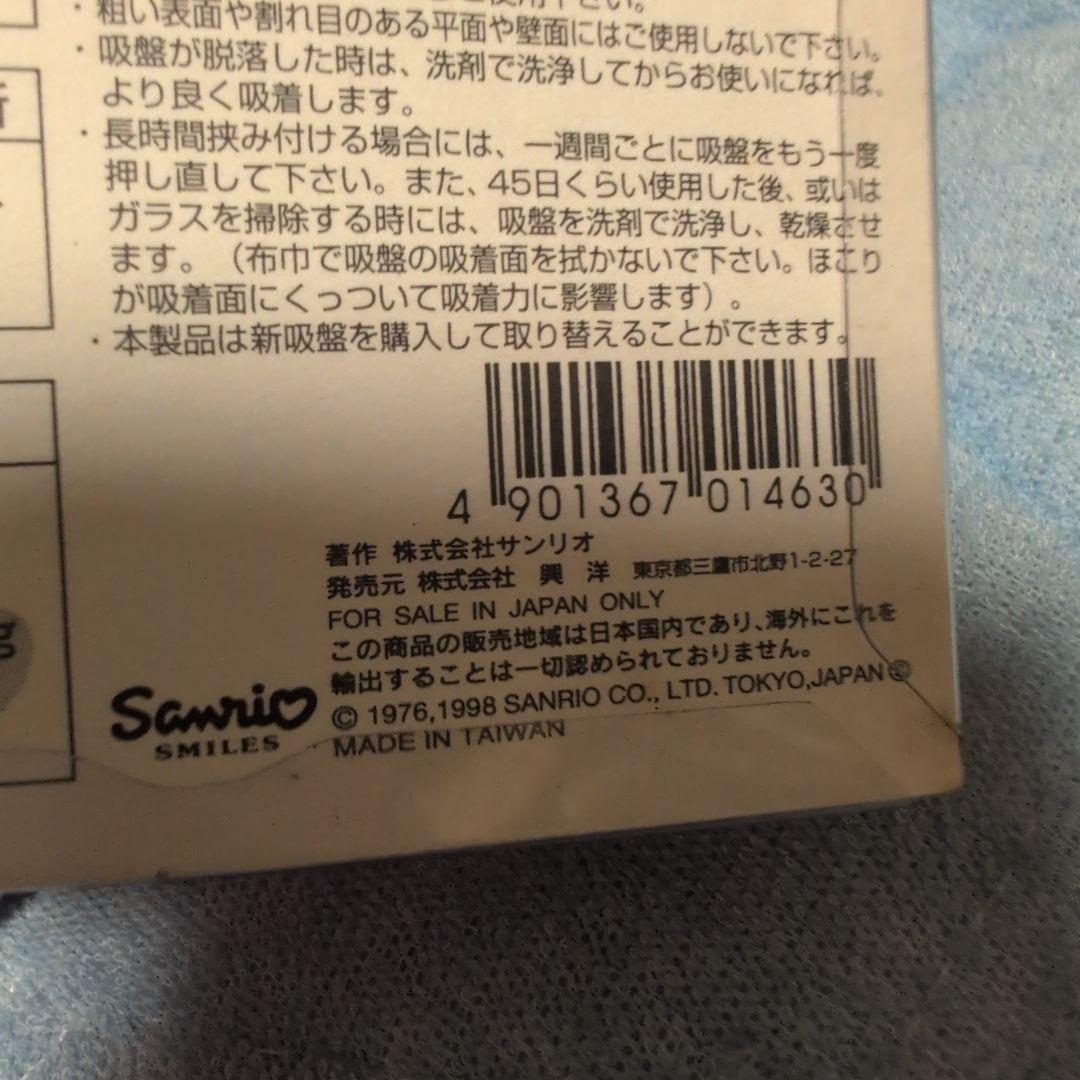 ・粗い表面や割れ目のある平面や壁面にはご使用しないで下さい。
・吸盤が脱落した時は、洗剤で洗浄してからお使いになれば、
より良く吸着します。
・長時間挟み付ける場合には、一週間ごとに吸盤をもう一度
押し直して下さい。また、45日くらい使用した後、或いは
ガラスを掃除する時には、吸盤を洗剤で洗浄し、乾燥させ
ます。（布巾で吸盤の吸着面を拭かないで下さい。ほこり
が吸着面にくっついて吸着力に影響します）。
・本製品は新吸盤を購入して取り替えることができます。
4 901367 014630
著作 株式会社サンリオ
発売元 株式会社 興 洋 東京都三鷹市北野1-2-27
FOR SALE IN JAPAN ONLY
この商品の販売地域は日本国内であり、海外にこれを
輸出することは一切認められておりません。
© 1976,1998 SANRIO CO., LTD. TOKYO,JAPAN ©
MADE IN TAIWAN
Sanrio
SMILES
g